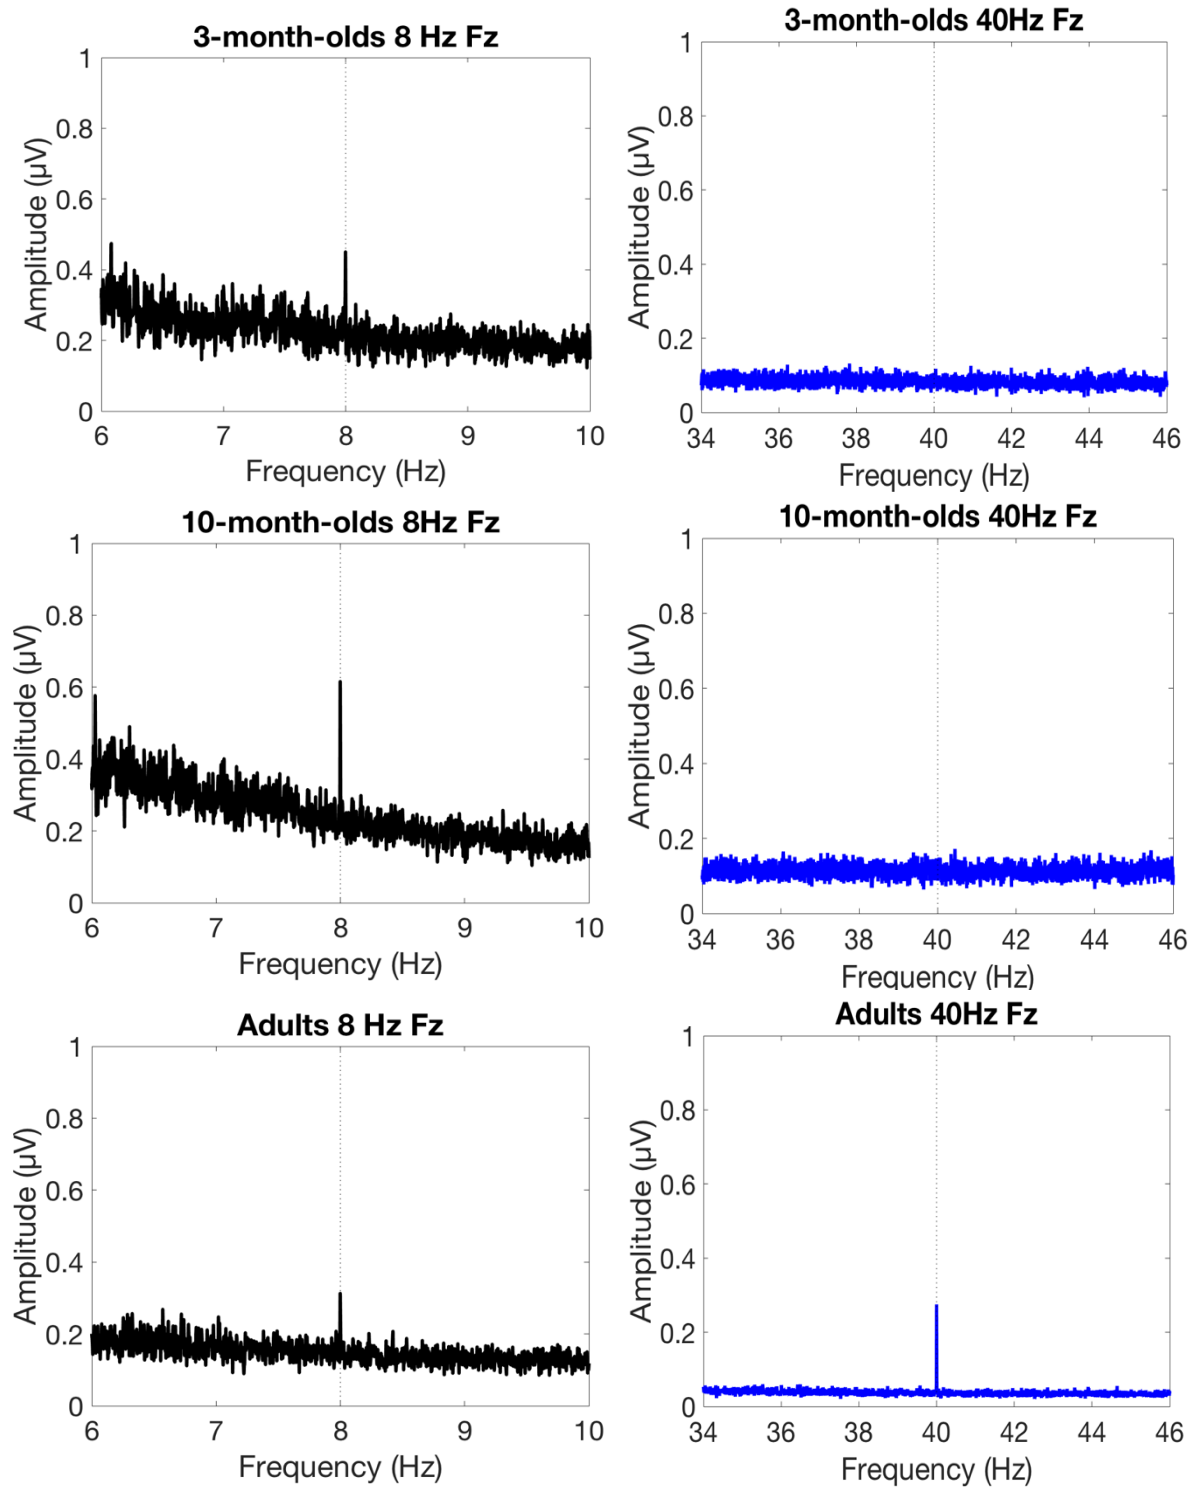 3-month-olds 8 Hz Fz
1
0.8
0.6
0.4
0.2
0
Amplitude (µV)
6 7 8 9 10
Frequency (Hz)
3-month-olds 40Hz Fz
1
0.8
0.6
0.4
0.2
0
Amplitude (µV)
34 36 38 40 42 44 46
Frequency (Hz)
10-month-olds 8Hz Fz
1
0.8
0.6
0.4
0.2
0
Amplitude (µV)
6 7 8 9 10
Frequency (Hz)
10-month-olds 40Hz Fz
1
0.8
0.6
0.4
0.2
0
Amplitude (µV)
34 36 38 40 42 44 46
Frequency (Hz)
Adults 8 Hz Fz
1
0.8
0.6
0.4
0.2
0
Amplitude (µV)
6 7 8 9 10
Frequency (Hz)
Adults 40Hz Fz
1
0.8
0.6
0.4
0.2
0
Amplitude (µV)
34 36 38 40 42 44 46
Frequency (Hz)